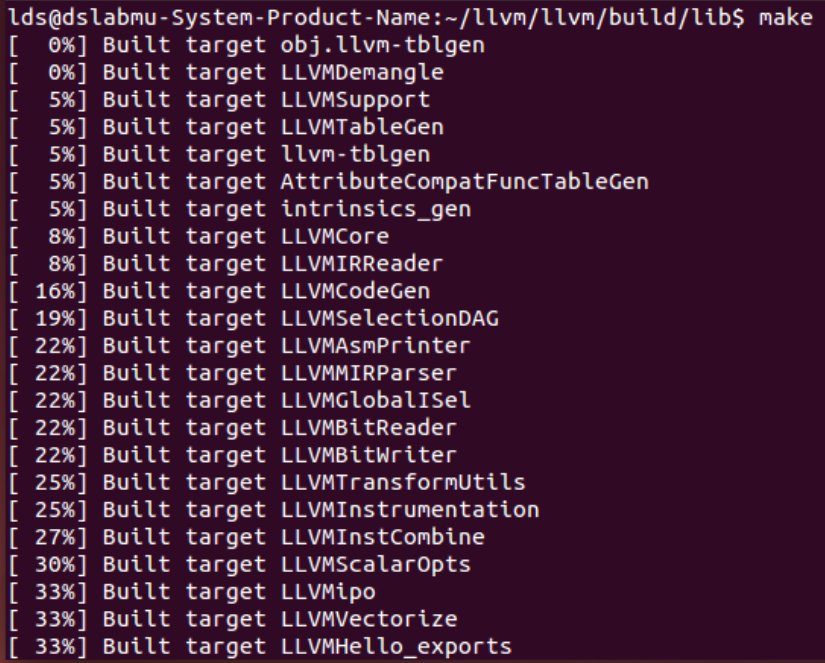 lds@dslabmu-System-Product-Name:~/llvm/llvm/build/lib$ make
[  0%] Built target obj.llvm-tblgen
[  0%] Built target LLVMDemangle
[  5%] Built target LLVMSupport
[  5%] Built target LLVMTableGen
[  5%] Built target llvm-tblgen
[  5%] Built target AttributeCompatFuncTableGen
[  5%] Built target intrinsics_gen
[  8%] Built target LLVMCore
[  8%] Built target LLVMIRReader
[ 16%] Built target LLVMCodeGen
[ 19%] Built target LLVMSelectionDAG
[ 22%] Built target LLVMAsmPrinter
[ 22%] Built target LLVMMIRParser
[ 22%] Built target LLVMGlobalISel
[ 22%] Built target LLVMBitReader
[ 22%] Built target LLVMBitWriter
[ 25%] Built target LLVMTransformUtils
[ 25%] Built target LLVMInstrumentation
[ 27%] Built target LLVMInstCombine
[ 30%] Built target LLVMScalarOpts
[ 33%] Built target LLVMipo
[ 33%] Built target LLVMVectorize
[ 33%] Built target LLVMHello_exports